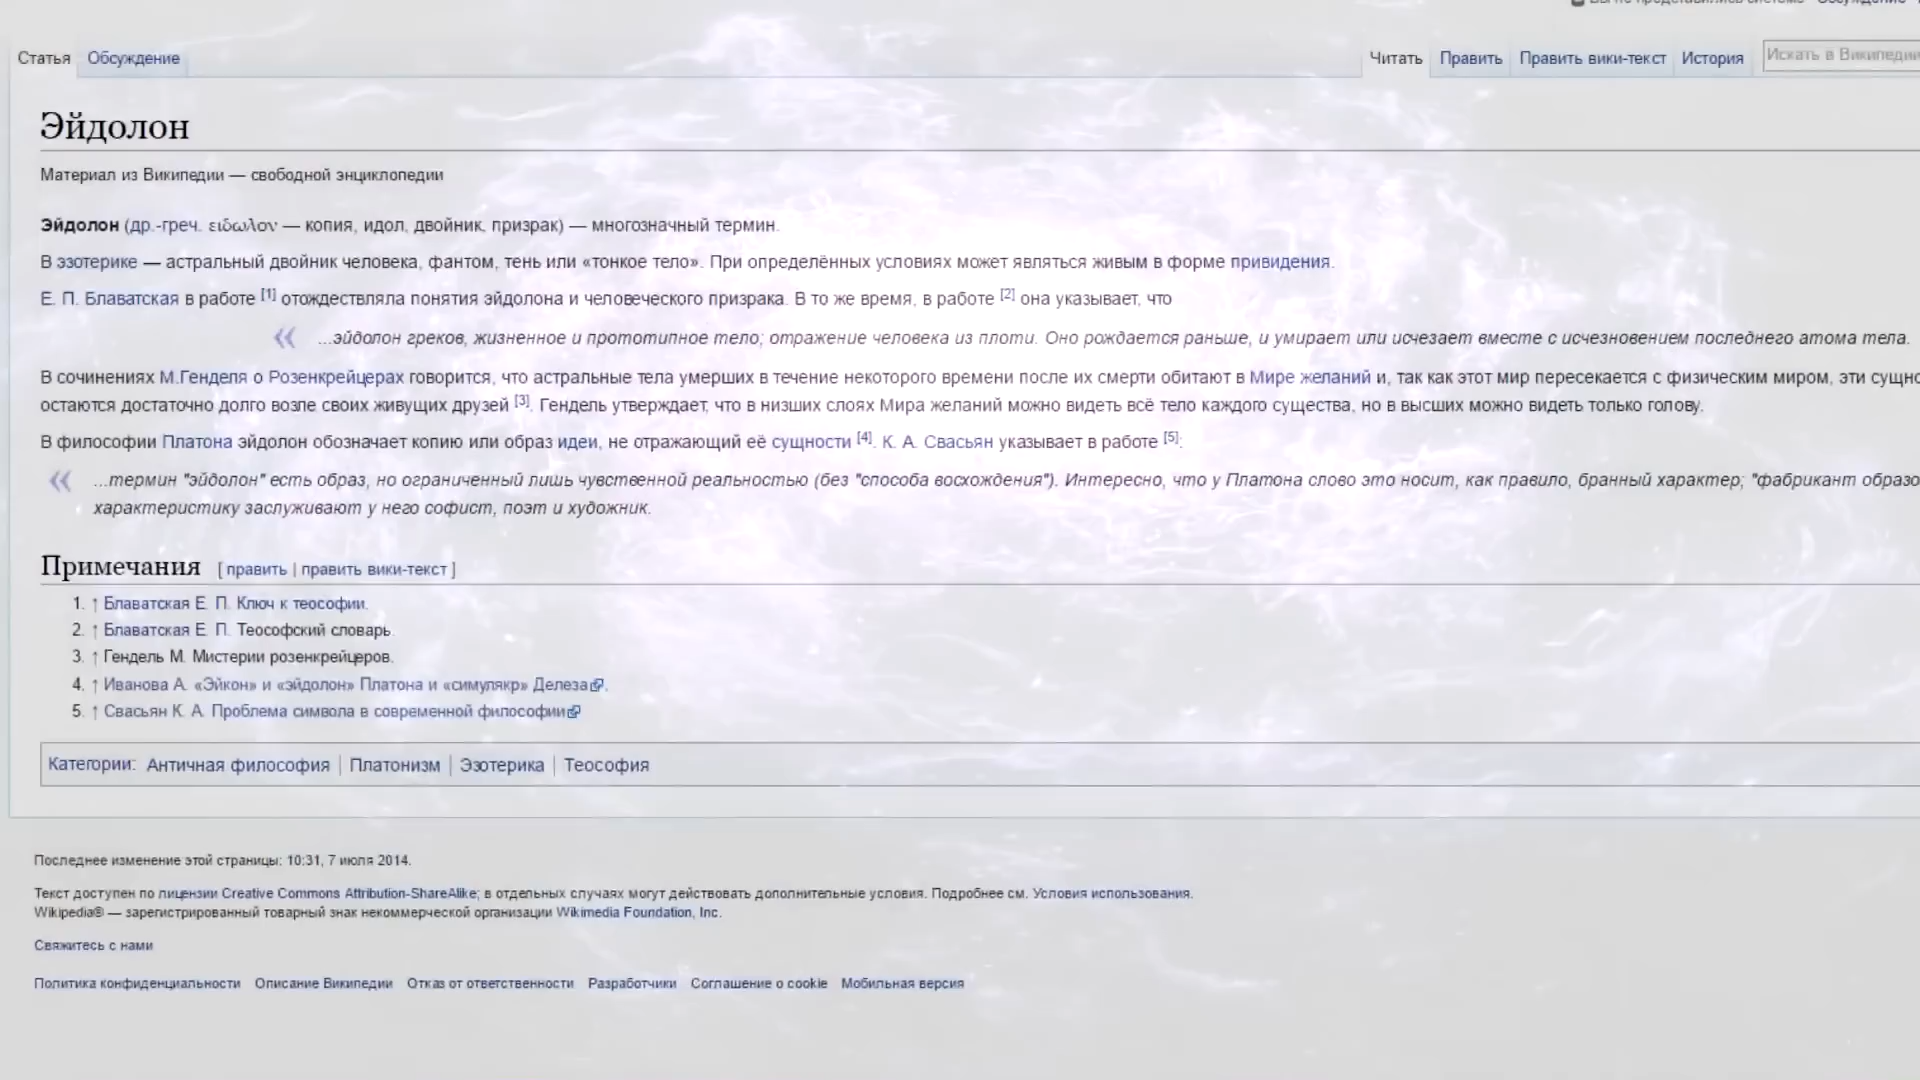 Статья Обсуждение Читать Править Править вики-текст История Искать в Википедии
Эйдолон
Материал из Википедии — свободной энциклопедии
Эйдолон (др.-греч. ειδωλον — копия, идол, двойник, призрак) — многозначный термин.
В эзотерике — астральный двойник человека, фантом, тень или «тонкое тело». При определённых условиях может являться живым в форме привидения.
Е. П. Блаватская в работе [1] отождествляла понятия эйдолона и человеческого призрака. В то же время, в работе [2] она указывает, что
« ...эйдолон греков, жизненное и прототипное тело; отражение человека из плоти. Оно рождается раньше, и умирает или исчезает вместе с исчезновением последнего атома тела.
В сочинениях М.Генделя о Розенкрейцерах говорится, что астральные тела умерших в течение некоторого времени после их смерти обитают в Мире желаний и, так как этот мир пересекается с физическим миром, эти
остаются достаточно долго возле своих живущих друзей [3]. Гендель утверждает, что в низших слоях Мира желаний можно видеть всё тело каждого существа, но в высших можно видеть только голову.
В философии Платона эйдолон обозначает копию или образ идеи, не отражающий её сущности [4]. К. А. Свасьян указывает в работе [5]:
« ...термин "эйдолон" есть образ, но ограниченный лишь чувственной реальностью (без "способа восхождения"). Интересно, что у Платона слово это носит, как правило, бранный характер; "фабрикант
характеристику заслуживают у него софист, поэт и художник.
Примечания [ править | править вики-текст ]
1. ↑ Блаватская Е. П. Ключ к теософии.
2. ↑ Блаватская Е. П. Теософский словарь.
3. ↑ Гендель М. Мистерии розенкрейцеров.
4. ↑ Иванова А. «Эйкон» и «эйдолон» Платона и «симулякр» Делеза.
5. ↑ Свасьян К. А. Проблема символа в современной философии
Категории: Античная философия | Платонизм | Эзотерика | Теософия
Последнее изменение этой страницы: 10:31, 7 июля 2014.
Текст доступен по лицензии Creative Commons Attribution-ShareAlike; в отдельных случаях могут действовать дополнительные условия. Подробнее см. Условия использования.
Wikipedia® — зарегистрированный товарный знак некоммерческой организации Wikimedia Foundation, Inc.
Свяжитесь с нами
Политика конфиденциальности Описание Википедии Отказ от ответственности Разработчики Соглашение о cookie Мобильная версия